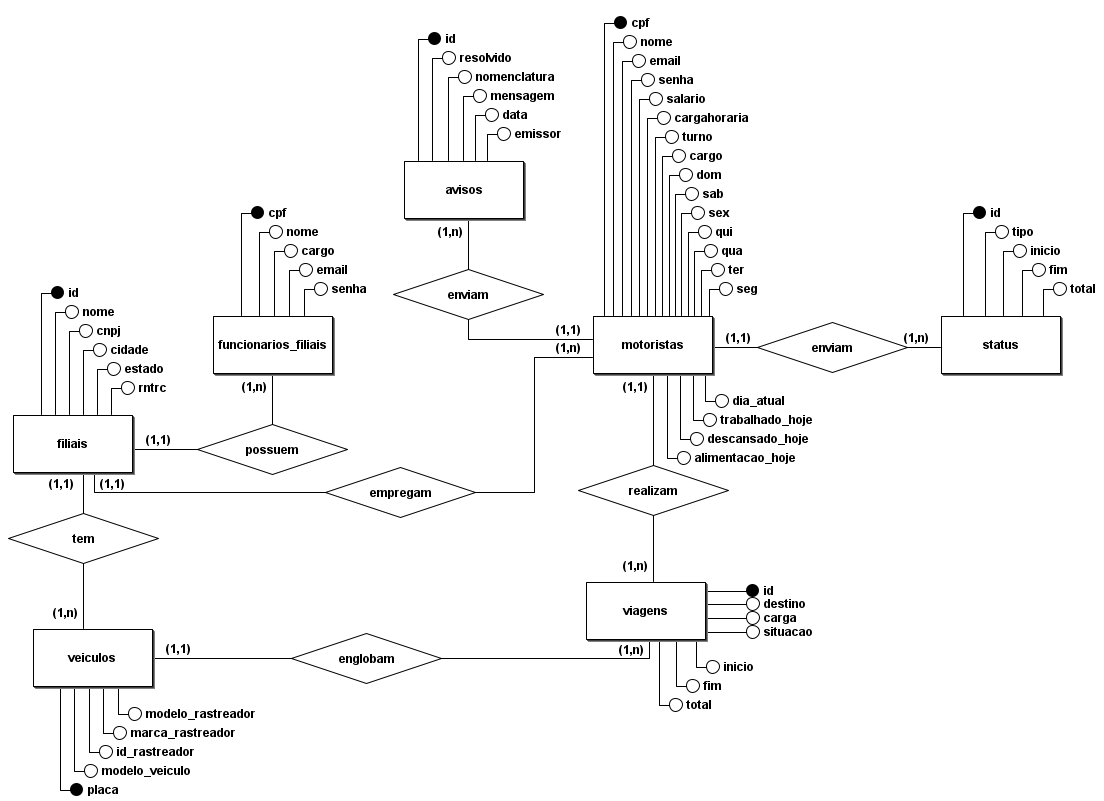 cpf
nome
email
senha
salario
cargahoraria
turno
cargo
dom
sab
sex
qui
qua
ter
seg
motoristas
dia_atual
trabalhado_hoje
descansado_hoje
alimentacao_hoje
id
resolvido
nomenclatura
mensagem
data
emissor
avisos
(1,n)
enviam
(1,1)
(1,n)
cpf
nome
cargo
email
senha
funcionarios_filiais
(1,n)
possuem
(1,1)
id
nome
cnpj
cidade
estado
rntrc
filiais
(1,1)
(1,1)
empregam
tem
(1,n)
id
tipo
inicio
fim
total
status
(1,1)
enviam
(1,n)
(1,1)
realizam
(1,n)
viagens
id
destino
carga
situacao
inicio
fim
total
(1,n)
englobam
(1,1)
veiculos
modelo_rastreador
marca_rastreador
id_rastreador
modelo_veiculo
placa